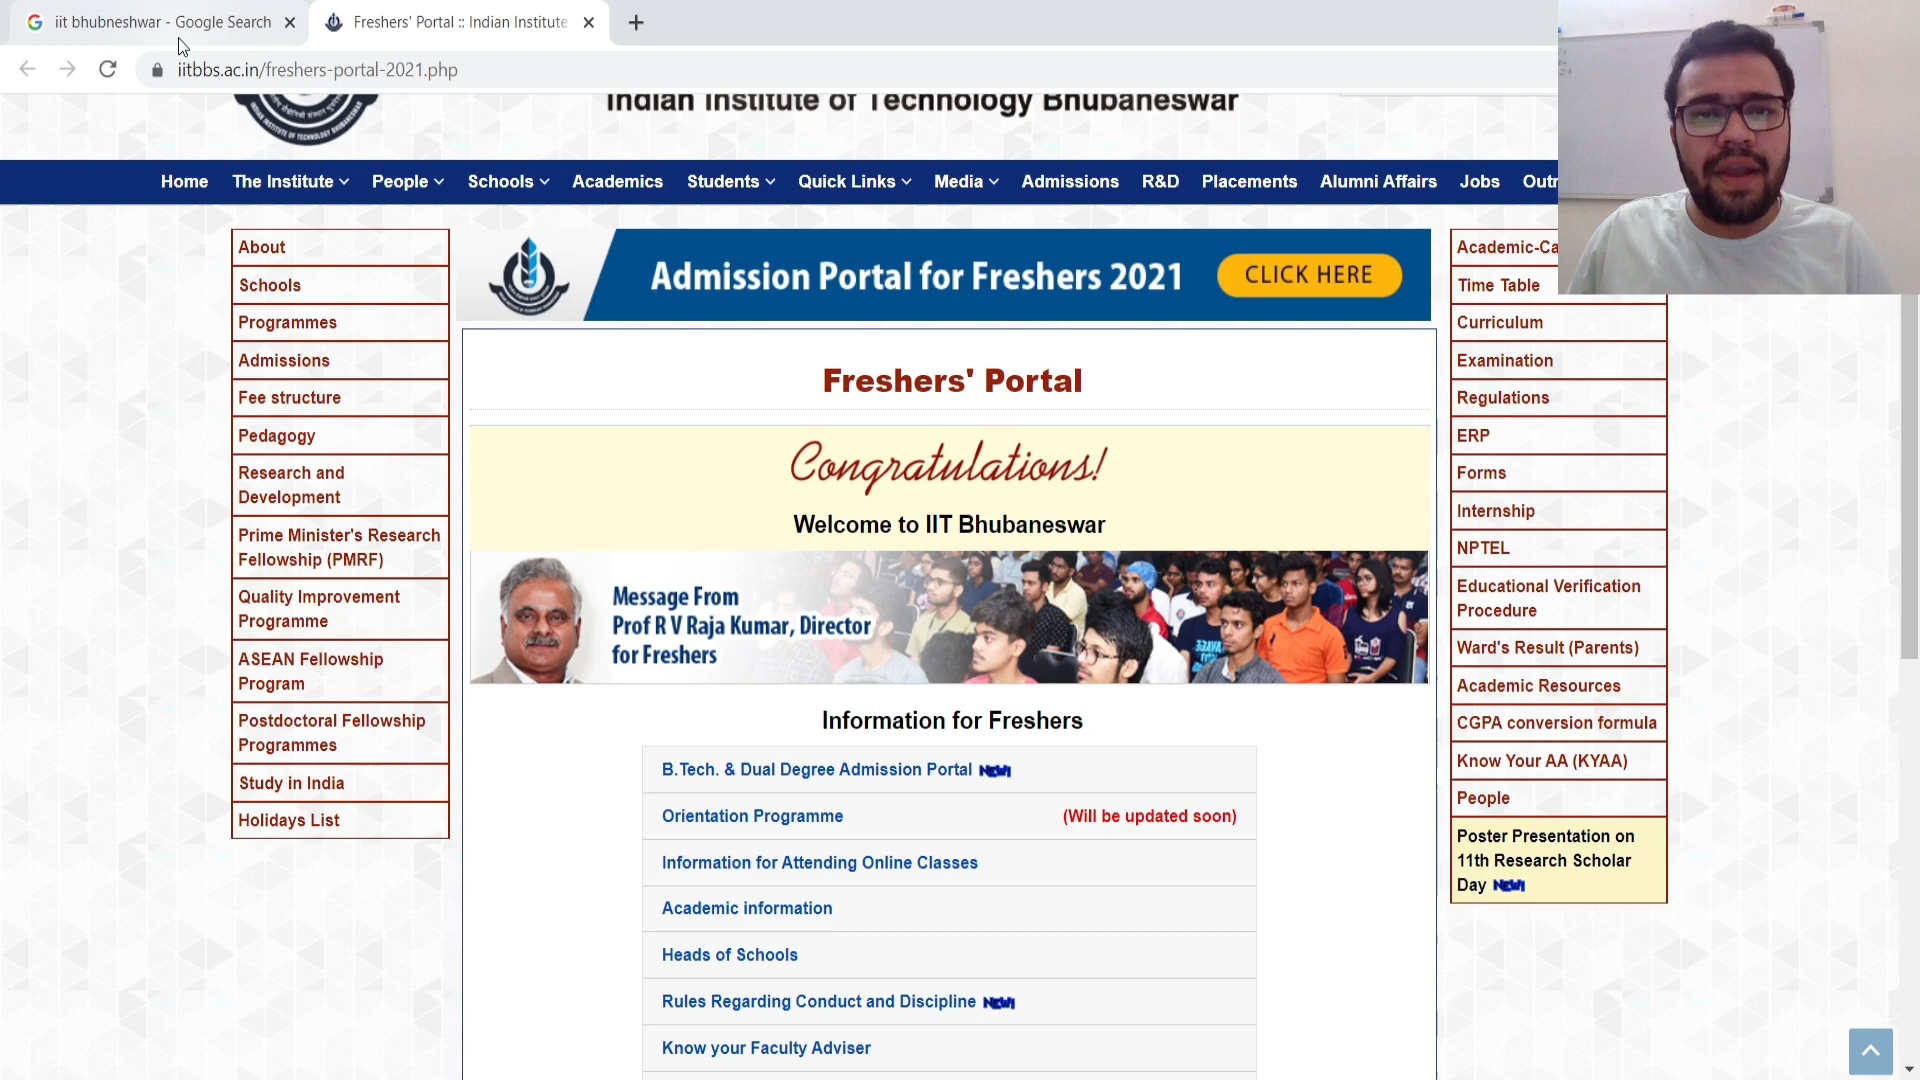 iit bhubneshwar - Google Search
Freshers' Portal :: Indian Institute
iitbbs.ac.in/freshers-portal-2021.php
Indian Institute of Technology Bhubaneswar
INDIAN INSTITUTE OF TECHNOLOGY BHUBANESWAR
Home The Institute People Schools Academics Students Quick Links Media Admissions R&D Placements Alumni Affairs Jobs
About
Schools
Programmes
Admissions
Fee structure
Pedagogy
Research and
Development
Prime Minister's Research
Fellowship (PMRF)
Quality Improvement
Programme
ASEAN Fellowship
Program
Postdoctoral Fellowship
Programmes
Study in India
Holidays List
Admission Portal for Freshers 2021 CLICK HERE
Freshers' Portal
Congratulations!
Welcome to IIT Bhubaneswar
Message From
Prof R V Raja Kumar, Director
for Freshers
Information for Freshers
B.Tech. & Dual Degree Admission Portal NEW!
Orientation Programme (Will be updated soon)
Information for Attending Online Classes
Academic information
Heads of Schools
Rules Regarding Conduct and Discipline NEW!
Know your Faculty Adviser
Academic-Ca
Time Table
Curriculum
Examination
Regulations
ERP
Forms
Internship
NPTEL
Educational Verification
Procedure
Ward's Result (Parents)
Academic Resources
CGPA conversion formula
Know Your AA (KYAA)
People
Poster Presentation on
11th Research Scholar
Day NEW!